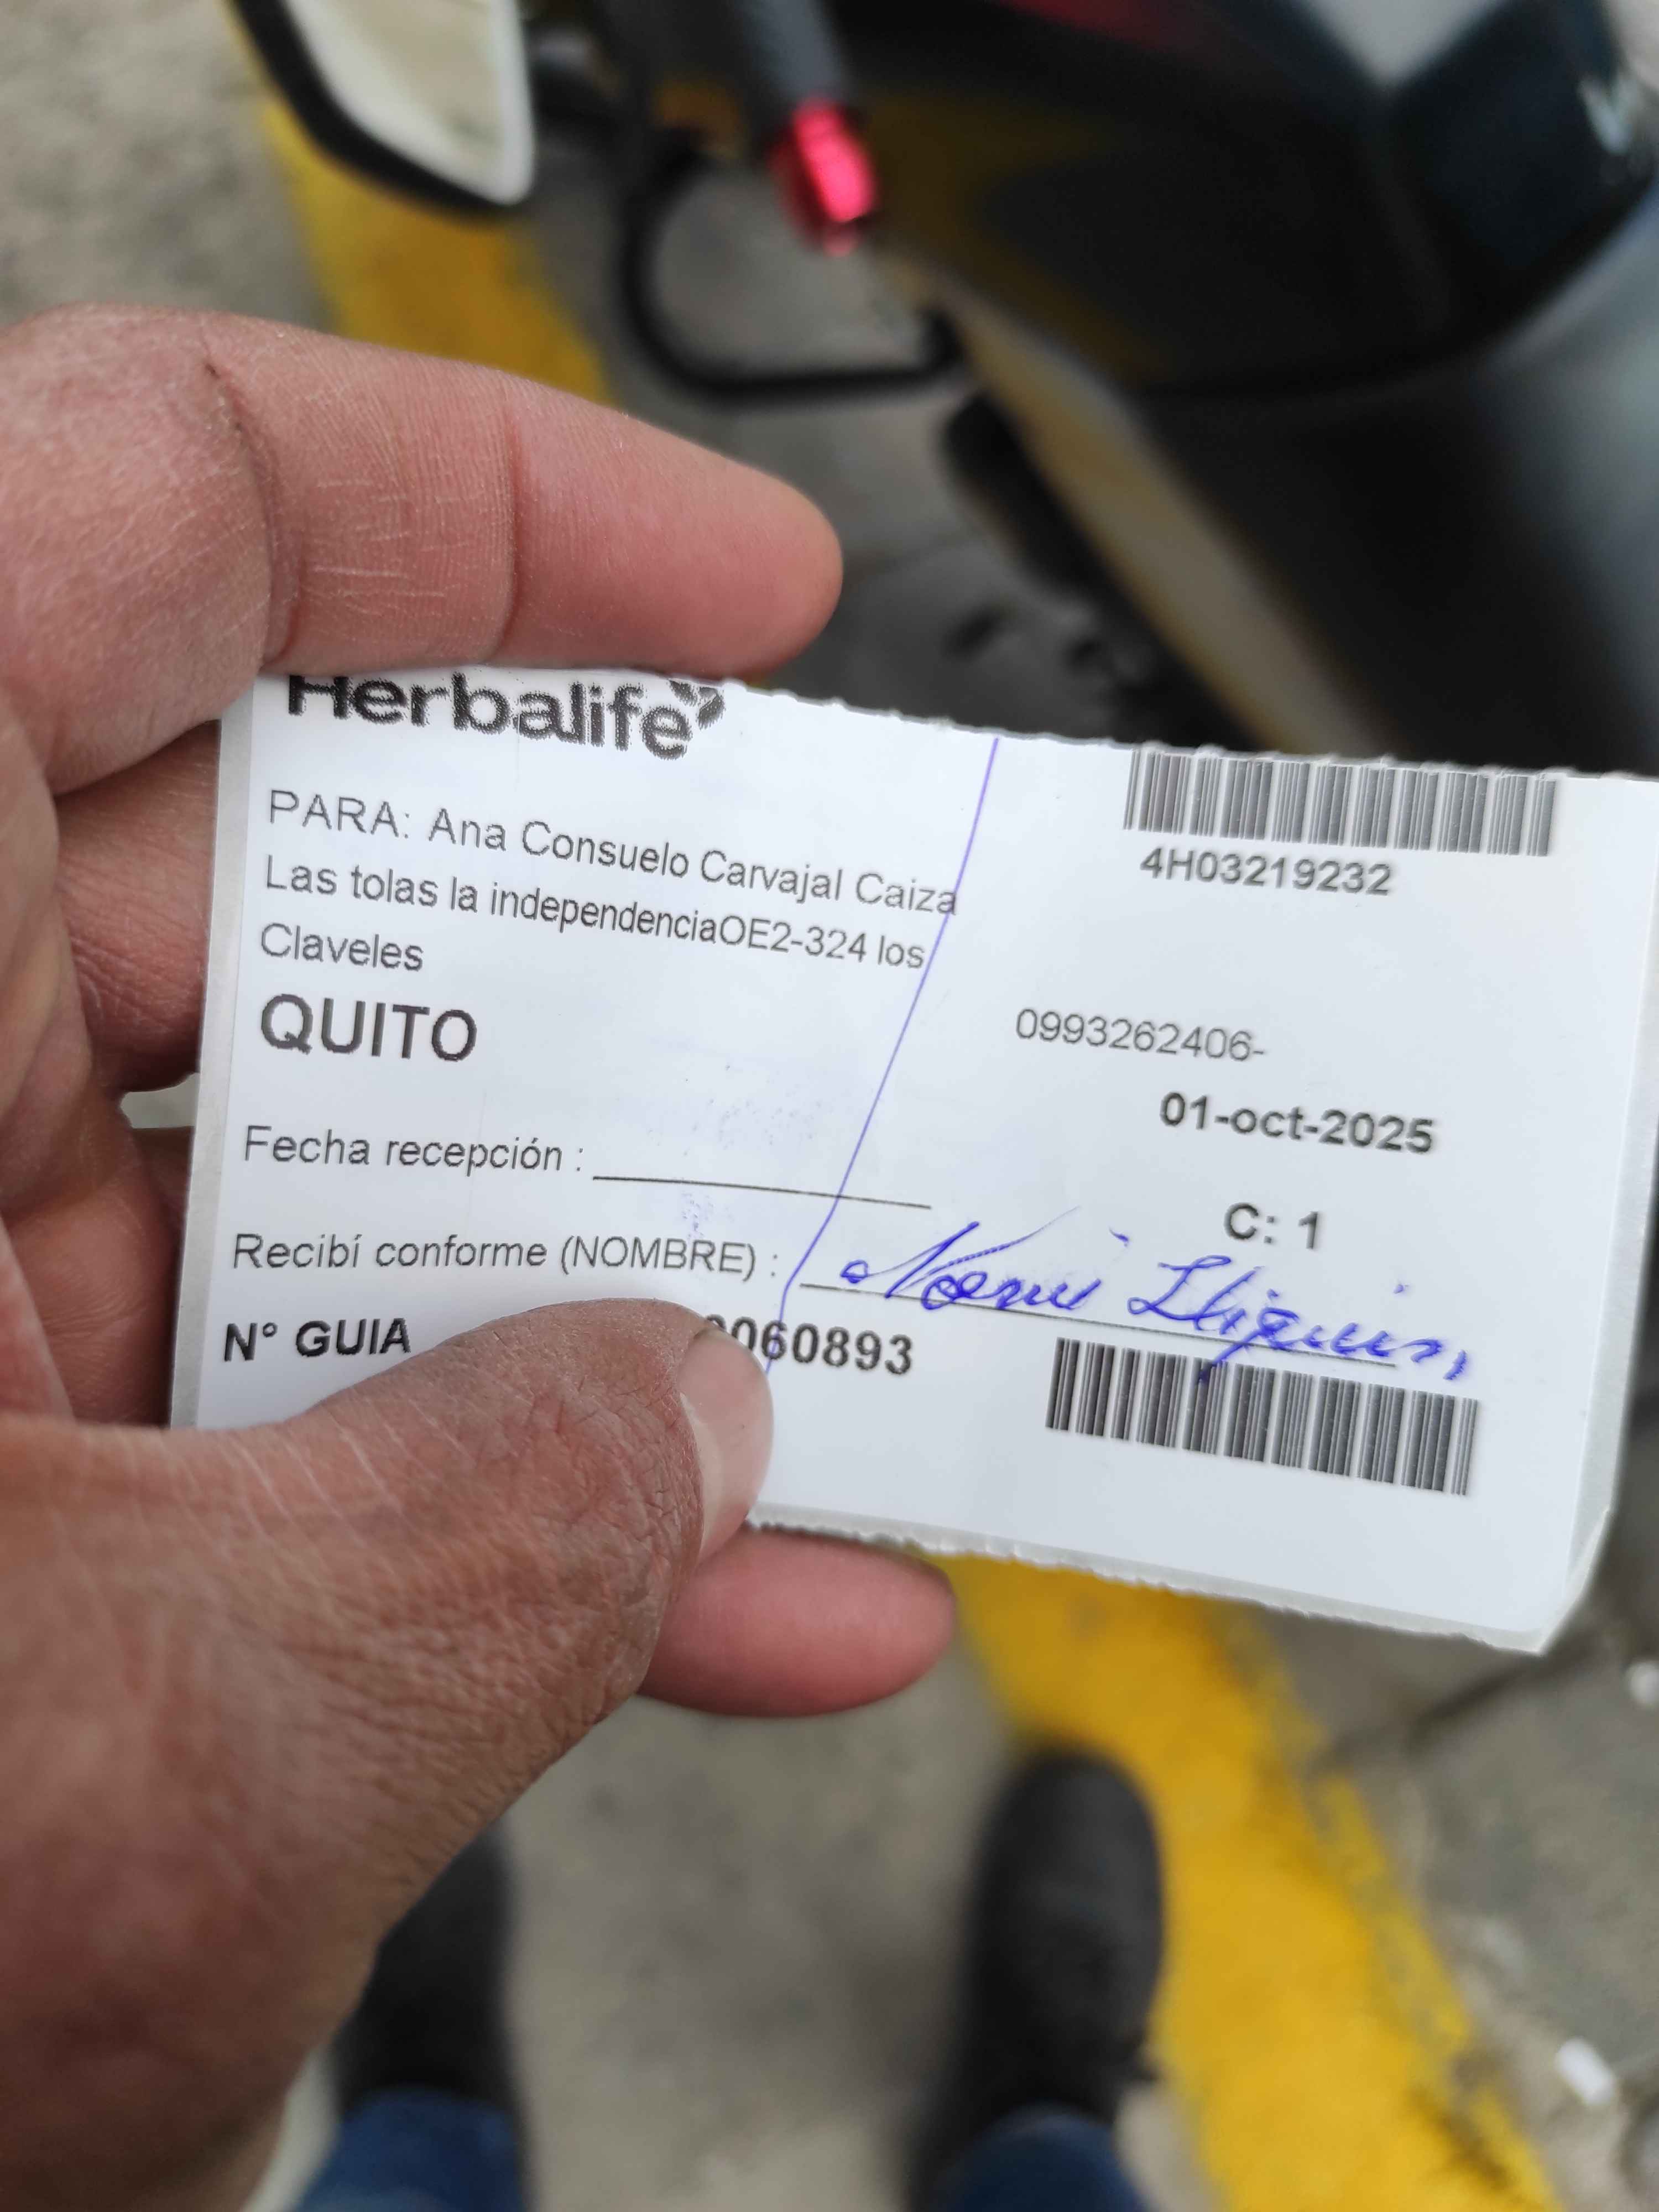 Herbalife
4H03219232
PARA: Ana Consuelo Carvajal Caiza
Las tolas la independenciaOE2-324 los
Claveles
QUITO
0993262406-
01-oct-2025
Fecha recepción :
C: 1
Recibí conforme (NOMBRE) : Noemi
N° GUIA 060893